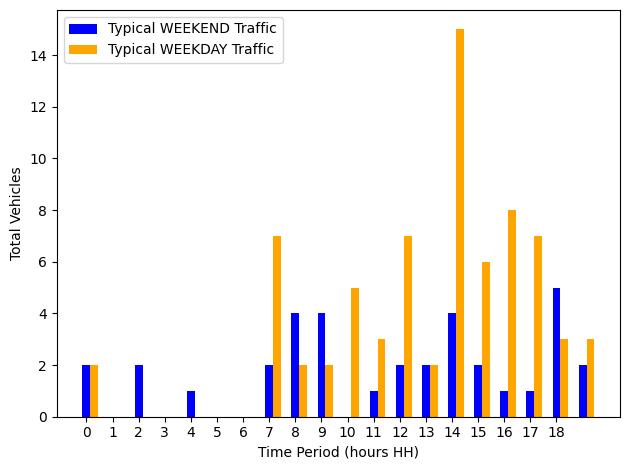 Typical WEEKEND Traffic
Typical WEEKDAY Traffic
14
12
10
8
6
4
2
0
Total Vehicles
0 1 2 3 4 5 6 7 8 9 10 11 12 13 14 15 16 17 18
Time Period (hours HH)